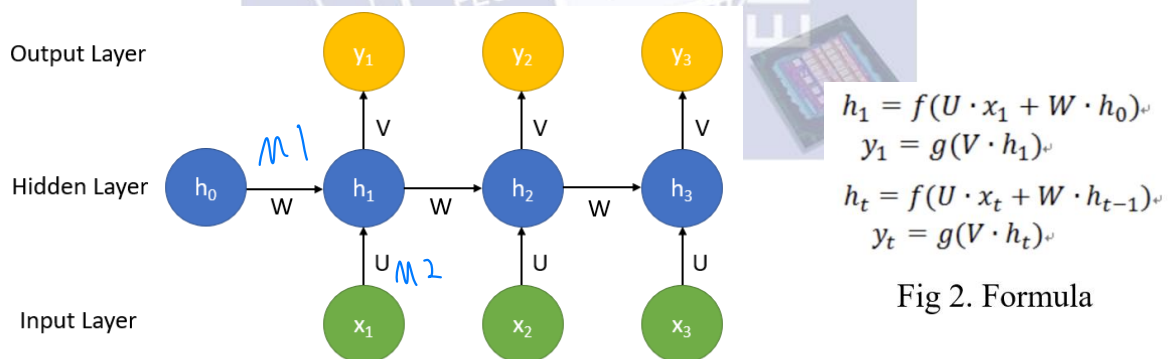 Output Layer
y₁ y₂ y₃
V V V
M1
Hidden Layer
h₀ h₁ h₂ h₃
W W W
U U U
M2
Input Layer
x₁ x₂ x₃
h₁ = f(U · x₁ + W · h₀)
y₁ = g(V · h₁)
hₜ = f(U · xₜ + W · hₜ₋₁)
yₜ = g(V · hₜ)
Fig 2. Formula